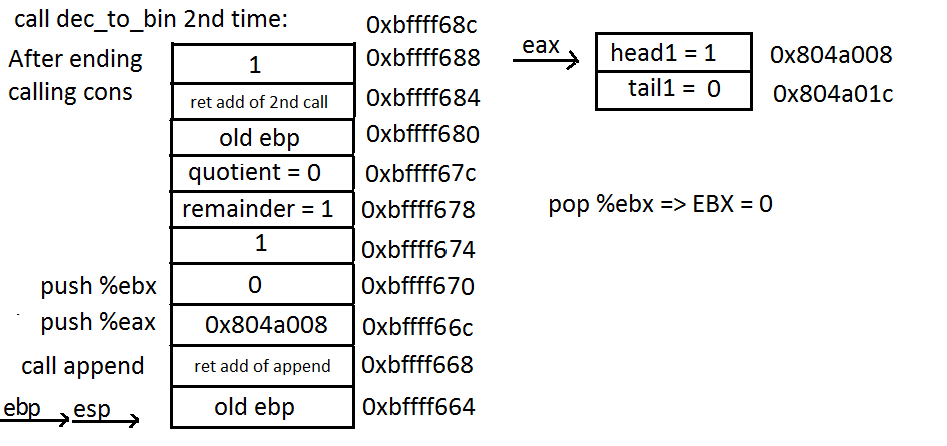 call dec_to_bin 2nd time:
0xbffff68c
After ending
calling cons
1
0xbffff688
ret add of 2nd call
0xbffff684
old ebp
0xbffff680
quotient = 0
0xbffff67c
remainder = 1
0xbffff678
1
0xbffff674
push %ebx
0
0xbffff670
push %eax
0x804a008
0xbffff66c
call append
ret add of append
0xbffff668
ebp
esp
old ebp
0xbffff664
eax
head1 = 1
0x804a008
tail1 = 0
0x804a01c
pop %ebx => EBX = 0